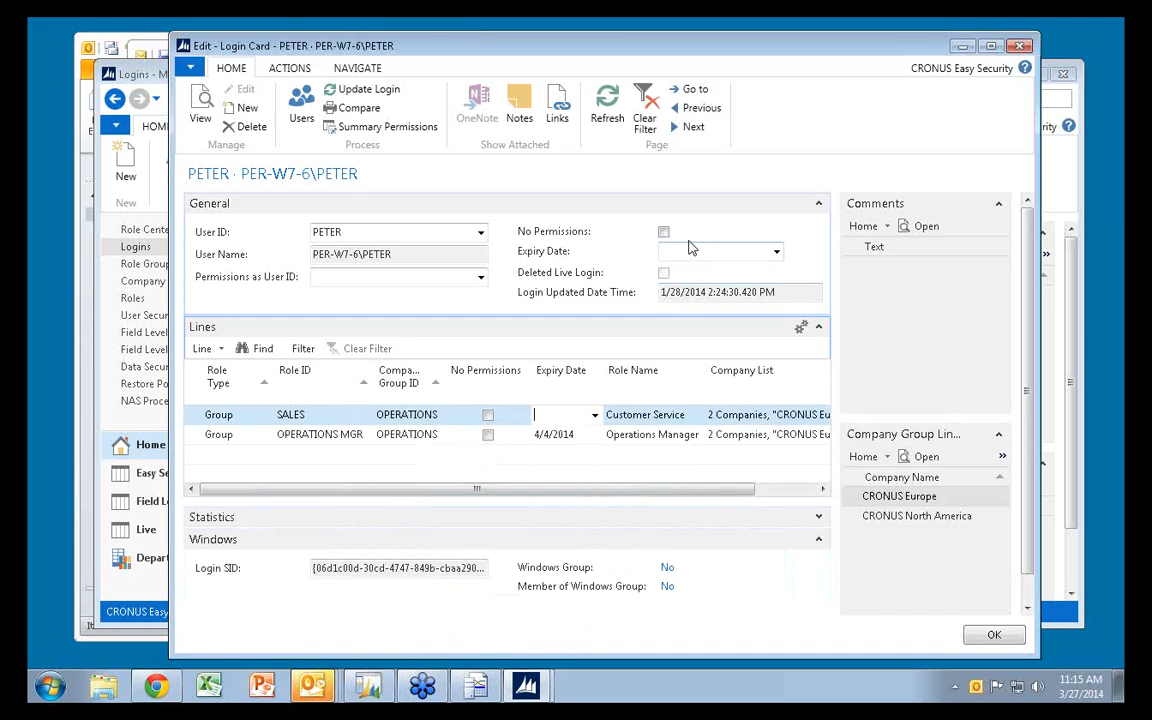 Edit - Login Card - PETER · PER-W7-6\PETER
Logins - M
HOME ACTIONS NAVIGATE
CRONUS Easy Security
View
Edit
New
Delete
Manage
Users
Update Login
Compare
Summary Permissions
Process
OneNote
Notes
Links
Show Attached
Refresh
Clear Filter
Go to
Previous
Next
Page
HOM
New
New
rity
PETER · PER-W7-6\PETER
General
User ID: PETER
User Name: PER-W7-6\PETER
Permissions as User ID:
No Permissions:
Expiry Date:
Deleted Live Login:
Login Updated Date Time: 1/28/2014 2:24:30.420 PM
Lines
Line Find Filter Clear Filter
Role Type Role ID Compa... Group ID No Permissions Expiry Date Role Name Company List
Group SALES OPERATIONS Customer Service 2 Companies, "CRONUS Eu
Group OPERATIONS MGR OPERATIONS 4/4/2014 Operations Manager 2 Companies, "CRONUS Eu
Statistics
Windows
Login SID: {06d1c00d-30cd-4747-849b-cbaa290...
Windows Group: No
Member of Windows Group: No
Comments
Home Open
Text
Company Group Lin...
Home Open
Company Name
CRONUS Europe
CRONUS North America
OK
Role Cente
Logins
Role Group
Company
Roles
User Secur
Field Level
Field Level
Data Secu
Restore Po
NAS Proce
Home
Easy Se
Field Le
Live
Depar
CRONUS Easy
11:15 AM
3/27/2014